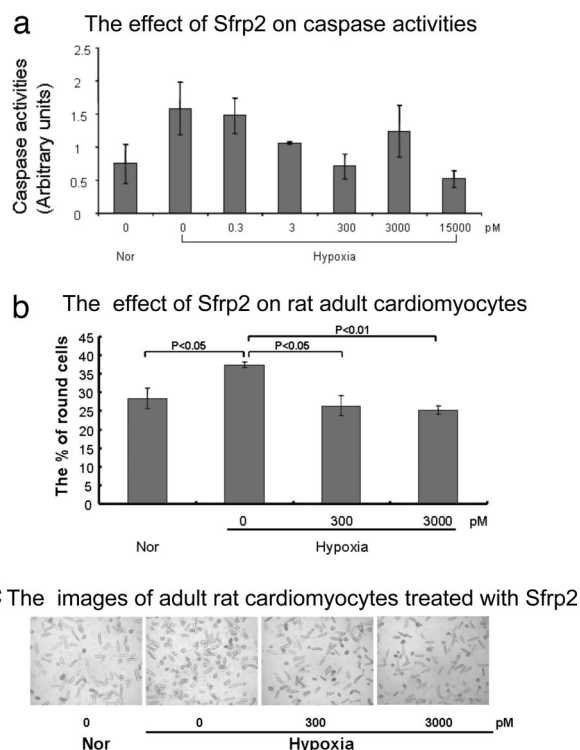 a The effect of Sfrp2 on caspase activities
Caspase activities
(Arbitrary units)
2.5
2
1.5
1
0.5
0
0 0 0.3 3 300 3000 15000 pM
Nor Hypoxia
b The effect of Sfrp2 on rat adult cardiomyocytes
The % of round cells
45
40
35
30
25
20
15
10
5
0
P<0.01
P<0.05 P<0.05
0 300 3000 pM
Nor Hypoxia
The images of adult rat cardiomyocytes treated with Sfrp2
0 0 300 3000 pM
Nor Hypoxia